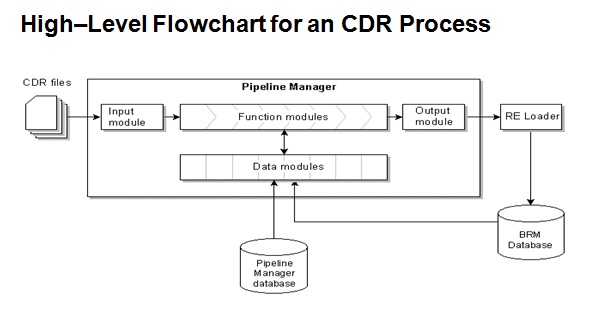 High–Level Flowchart for an CDR Process
CDR files
Pipeline Manager
Input
module
Function modules
Output
module
RE Loader
Data modules
BRM
Database
Pipeline
Manager
database